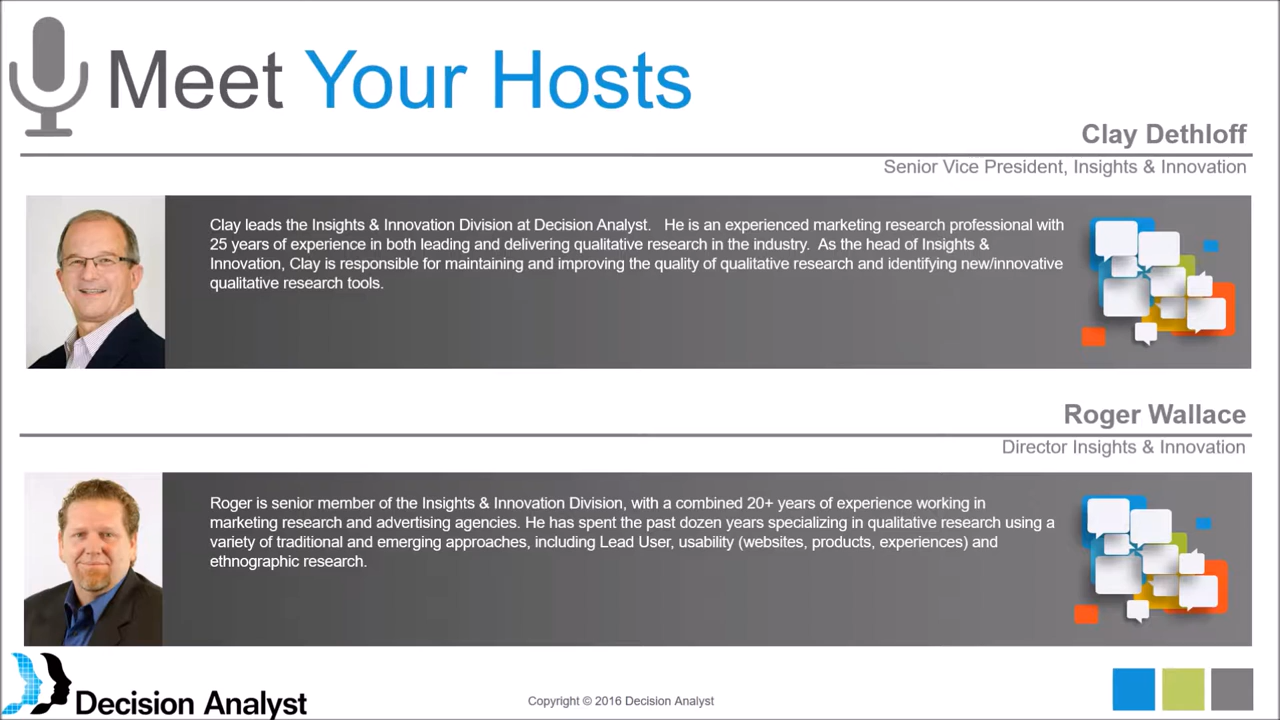 Meet Your Hosts
Clay Dethloff
Senior Vice President, Insights & Innovation
Clay leads the Insights & Innovation Division at Decision Analyst.   He is an experienced marketing research professional with
25 years of experience in both leading and delivering qualitative research in the industry.  As the head of Insights &
Innovation, Clay is responsible for maintaining and improving the quality of qualitative research and identifying new/innovative
qualitative research tools.
Roger Wallace
Director Insights & Innovation
Roger is senior member of the Insights & Innovation Division, with a combined 20+ years of experience working in
marketing research and advertising agencies. He has spent the past dozen years specializing in qualitative research using a
variety of traditional and emerging approaches, including Lead User, usability (websites, products, experiences) and
ethnographic research.
Decision Analyst
Copyright © 2016 Decision Analyst